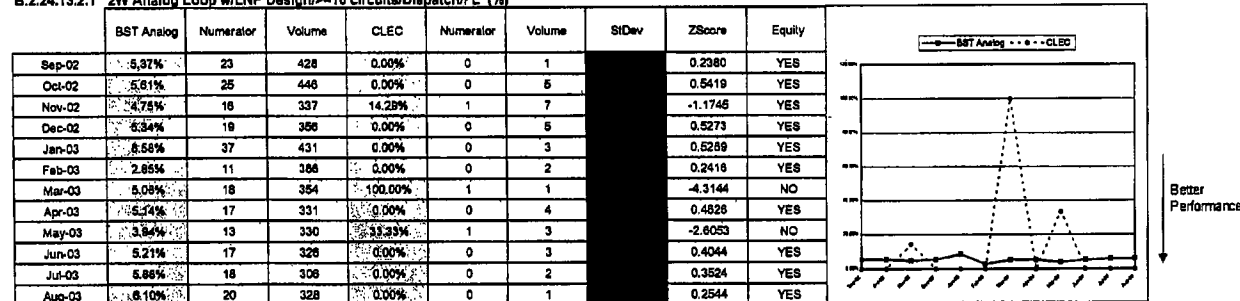 B.2.24.13.2.1 2W Analog Loop w/LNP Design/>=10 circuits/Dispatch/FL (%)
BST Analog Numerator Volume CLEC Numerator Volume StDev ZScore Equity
Sep-02 5.37% 23 428 0.00% 0 1 0.2380 YES
Oct-02 5.61% 25 446 0.00% 0 5 0.5419 YES
Nov-02 4.75% 16 337 14.29% 1 7 -1.1745 YES
Dec-02 5.34% 19 356 0.00% 0 5 0.5273 YES
Jan-03 8.58% 37 431 0.00% 0 3 0.5289 YES
Feb-03 2.85% 11 386 0.00% 0 2 0.2416 YES
Mar-03 5.08% 18 354 100.00% 1 1 -4.3144 NO
Apr-03 5.14% 17 331 0.00% 0 4 0.4626 YES
May-03 3.94% 13 330 33.33% 1 3 -2.6053 NO
Jun-03 5.21% 17 326 0.00% 0 3 0.4044 YES
Jul-03 5.88% 18 306 0.00% 0 2 0.3524 YES
Aug-03 6.10% 20 328 0.00% 0 1 0.2544 YES
BST Analog CLEC
Better
Performance